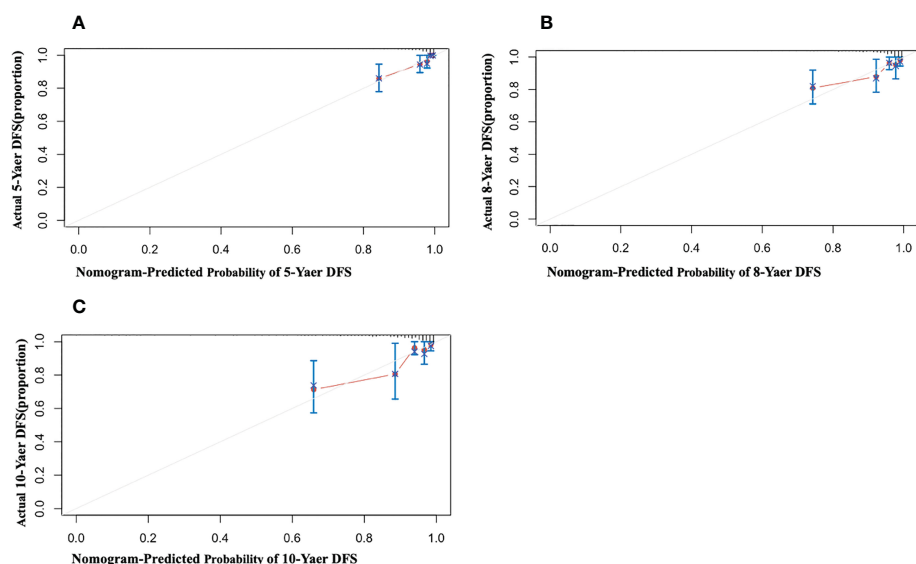 A
Actual 5-Yaer DFS(proportion)
1.0
0.8
0.6
0.4
0.2
0.0
0.0 0.2 0.4 0.6 0.8 1.0
Nomogram-Predicted Probability of 5-Yaer DFS
B
Actual 8-Yaer DFS(proportion)
1.0
0.8
0.6
0.4
0.2
0.0
0.0 0.2 0.4 0.6 0.8 1.0
Nomogram-Predicted Probability of 8-Yaer DFS
C
Actual 10-Yaer DFS(proportion)
1.0
0.8
0.6
0.4
0.2
0.0
0.0 0.2 0.4 0.6 0.8 1.0
Nomogram-Predicted Probability of 10-Yaer DFS